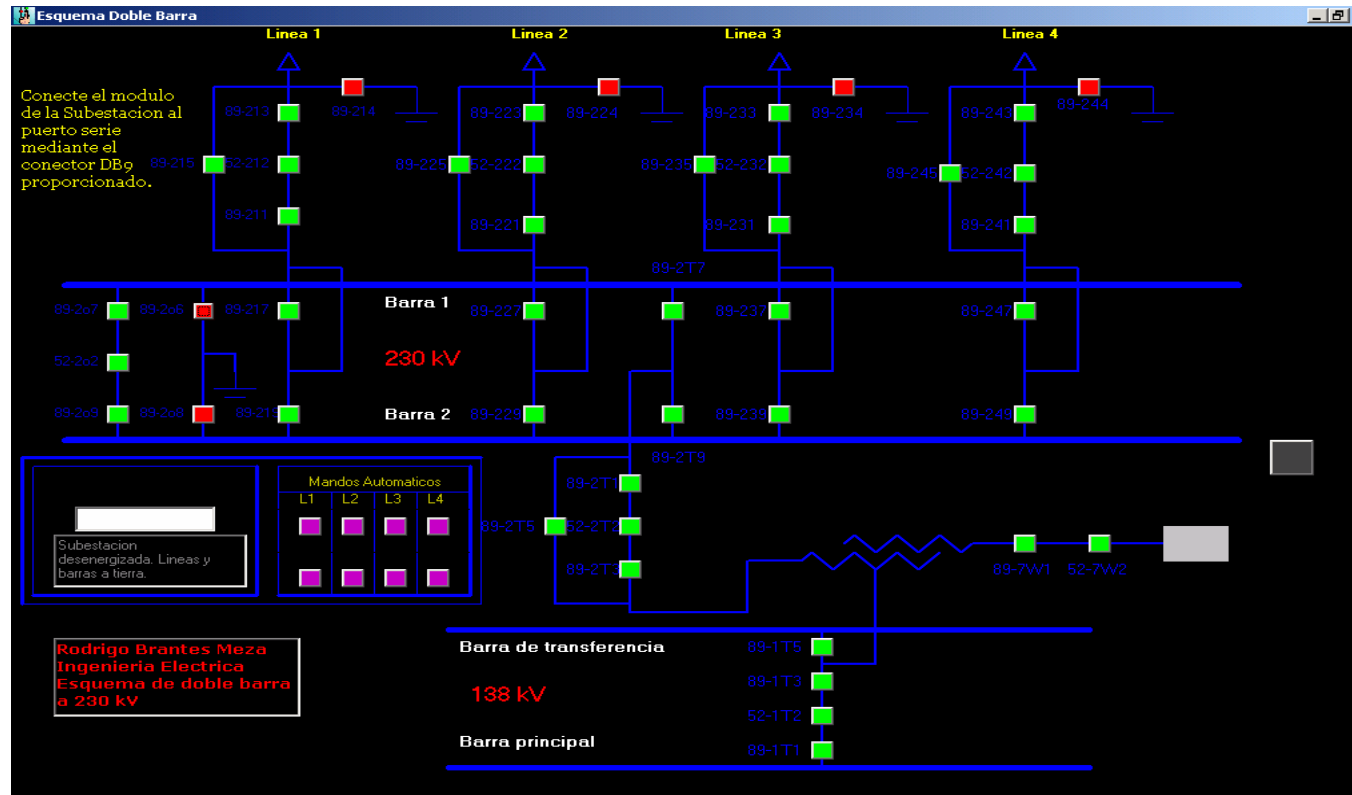 Esquema Doble Barra
Linea 1
Linea 2
Linea 3
Linea 4
Conecte el modulo
de la Subestacion al
puerto serie
mediante el
conector DB9
proporcionado.
89-213
89-214
89-223
89-224
89-233
89-234
89-243
89-244
89-215
52-212
89-225
52-222
89-235
52-232
89-245
52-242
89-211
89-221
89-231
89-241
89-2T7
89-207
89-206
89-217
Barra 1
89-227
89-237
89-247
52-202
230 kV
89-209
89-208
89-219
Barra 2
89-229
89-239
89-249
89-2T9
Mandos Automaticos
L1
L2
L3
L4
89-2T1
89-2T5
52-2T2
89-2T3
Subestacion
desenergizada. Lineas y
barras a tierra.
89-7W1
52-7W2
Rodrigo Brantes Meza
Ingenieria Electrica
Esquema de doble barra
a 230 kV
Barra de transferencia
89-1T5
138 kV
89-1T3
52-1T2
Barra principal
89-1T1